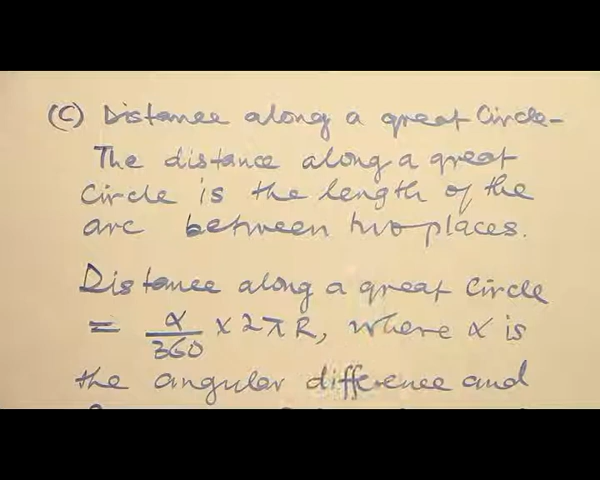 (C) Distance along a great Circle-
The distance along a great
Circle is the length of the
arc between two places.
Distance along a great Circle
= α/360 × 2πR, where α is
the angular difference and